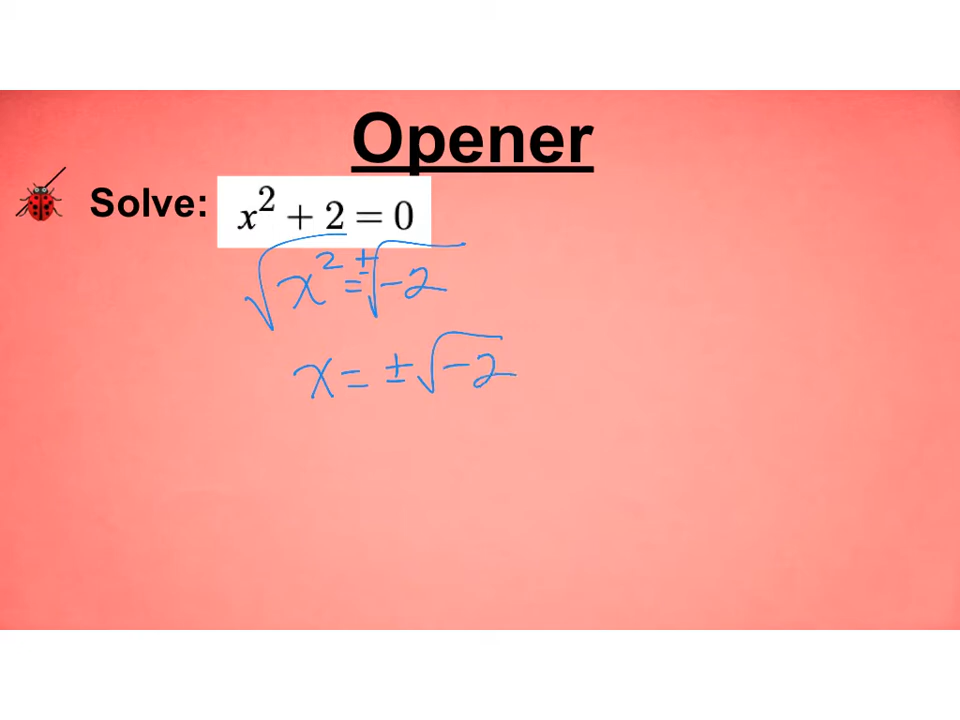 Opener
Solve: x² + 2 = 0
√x² = ±√-2
x = ±√-2